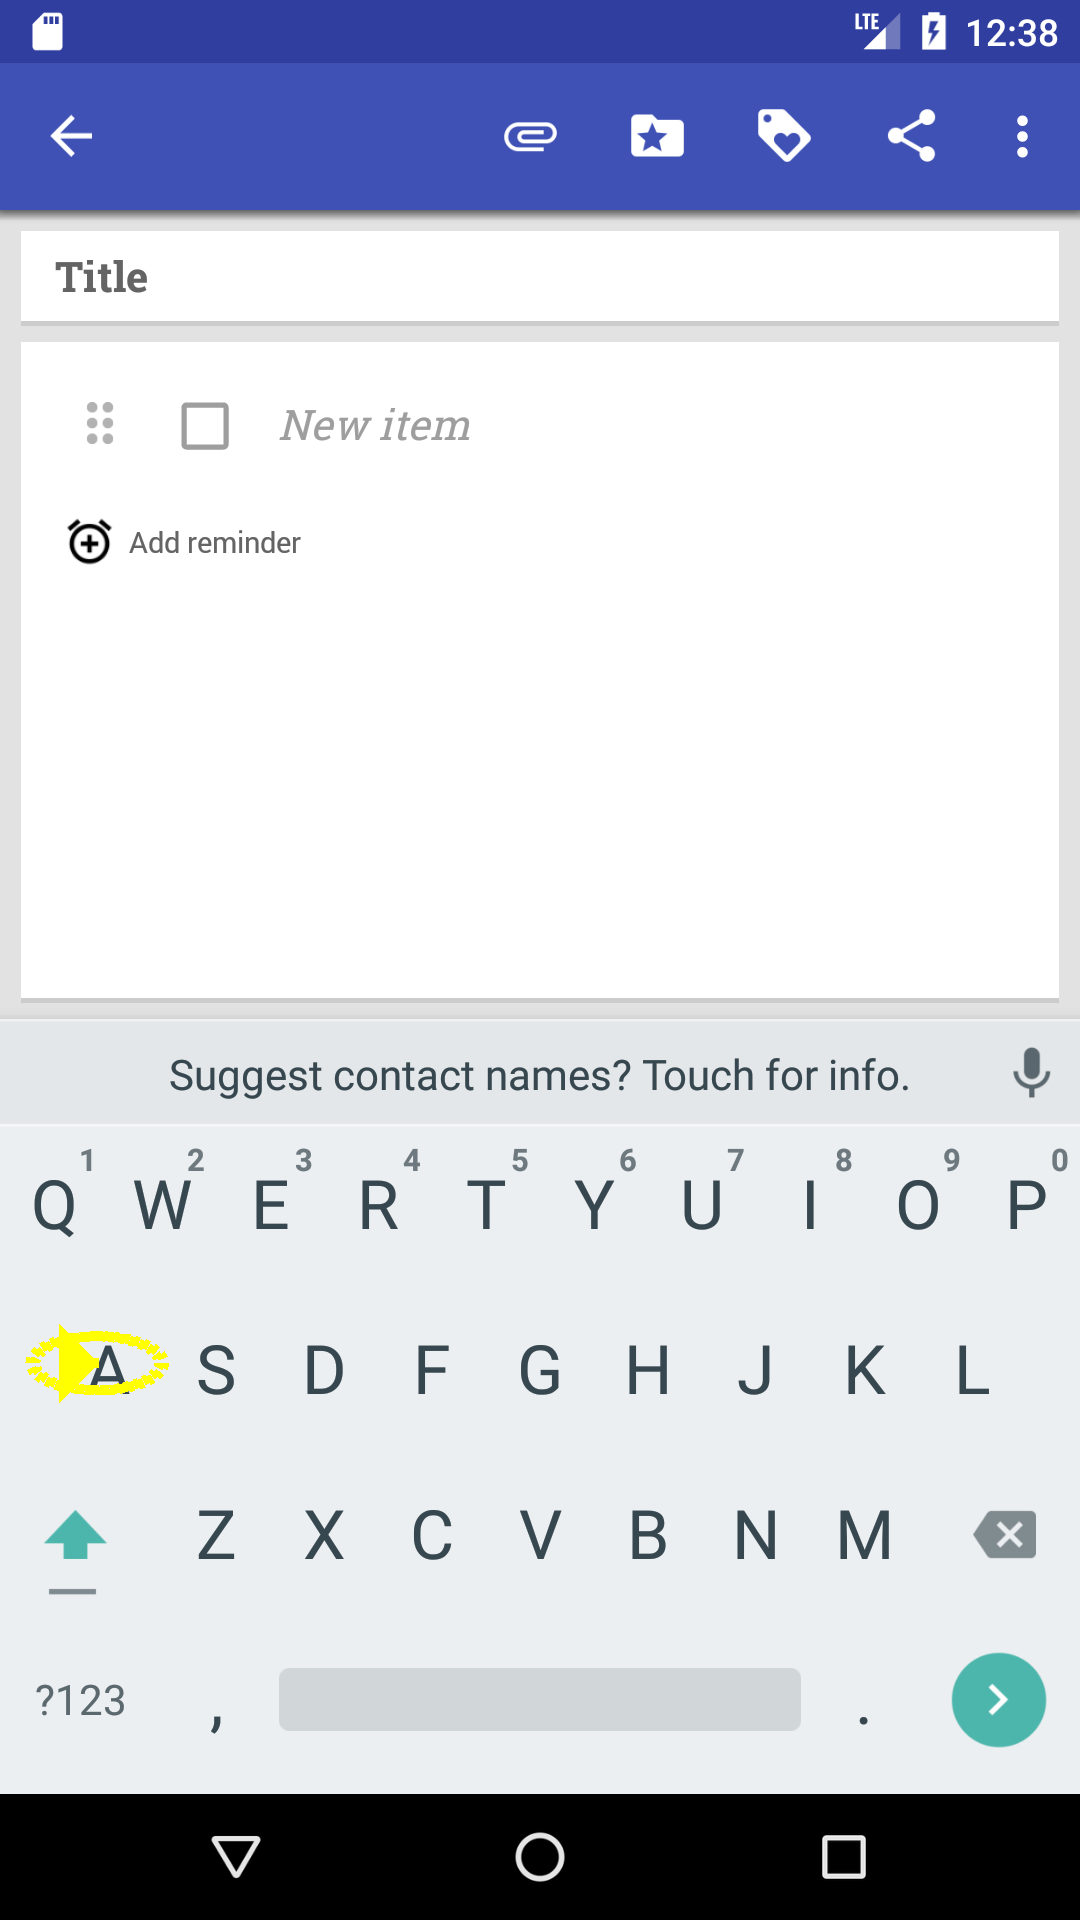 LTE 12:38
Title
New item
Add reminder
Suggest contact names? Touch for info.
1 2 3 4 5 6 7 8 9 0
Q W E R T Y U I O P
A S D F G H J K L
Z X C V B N M
?123 , .